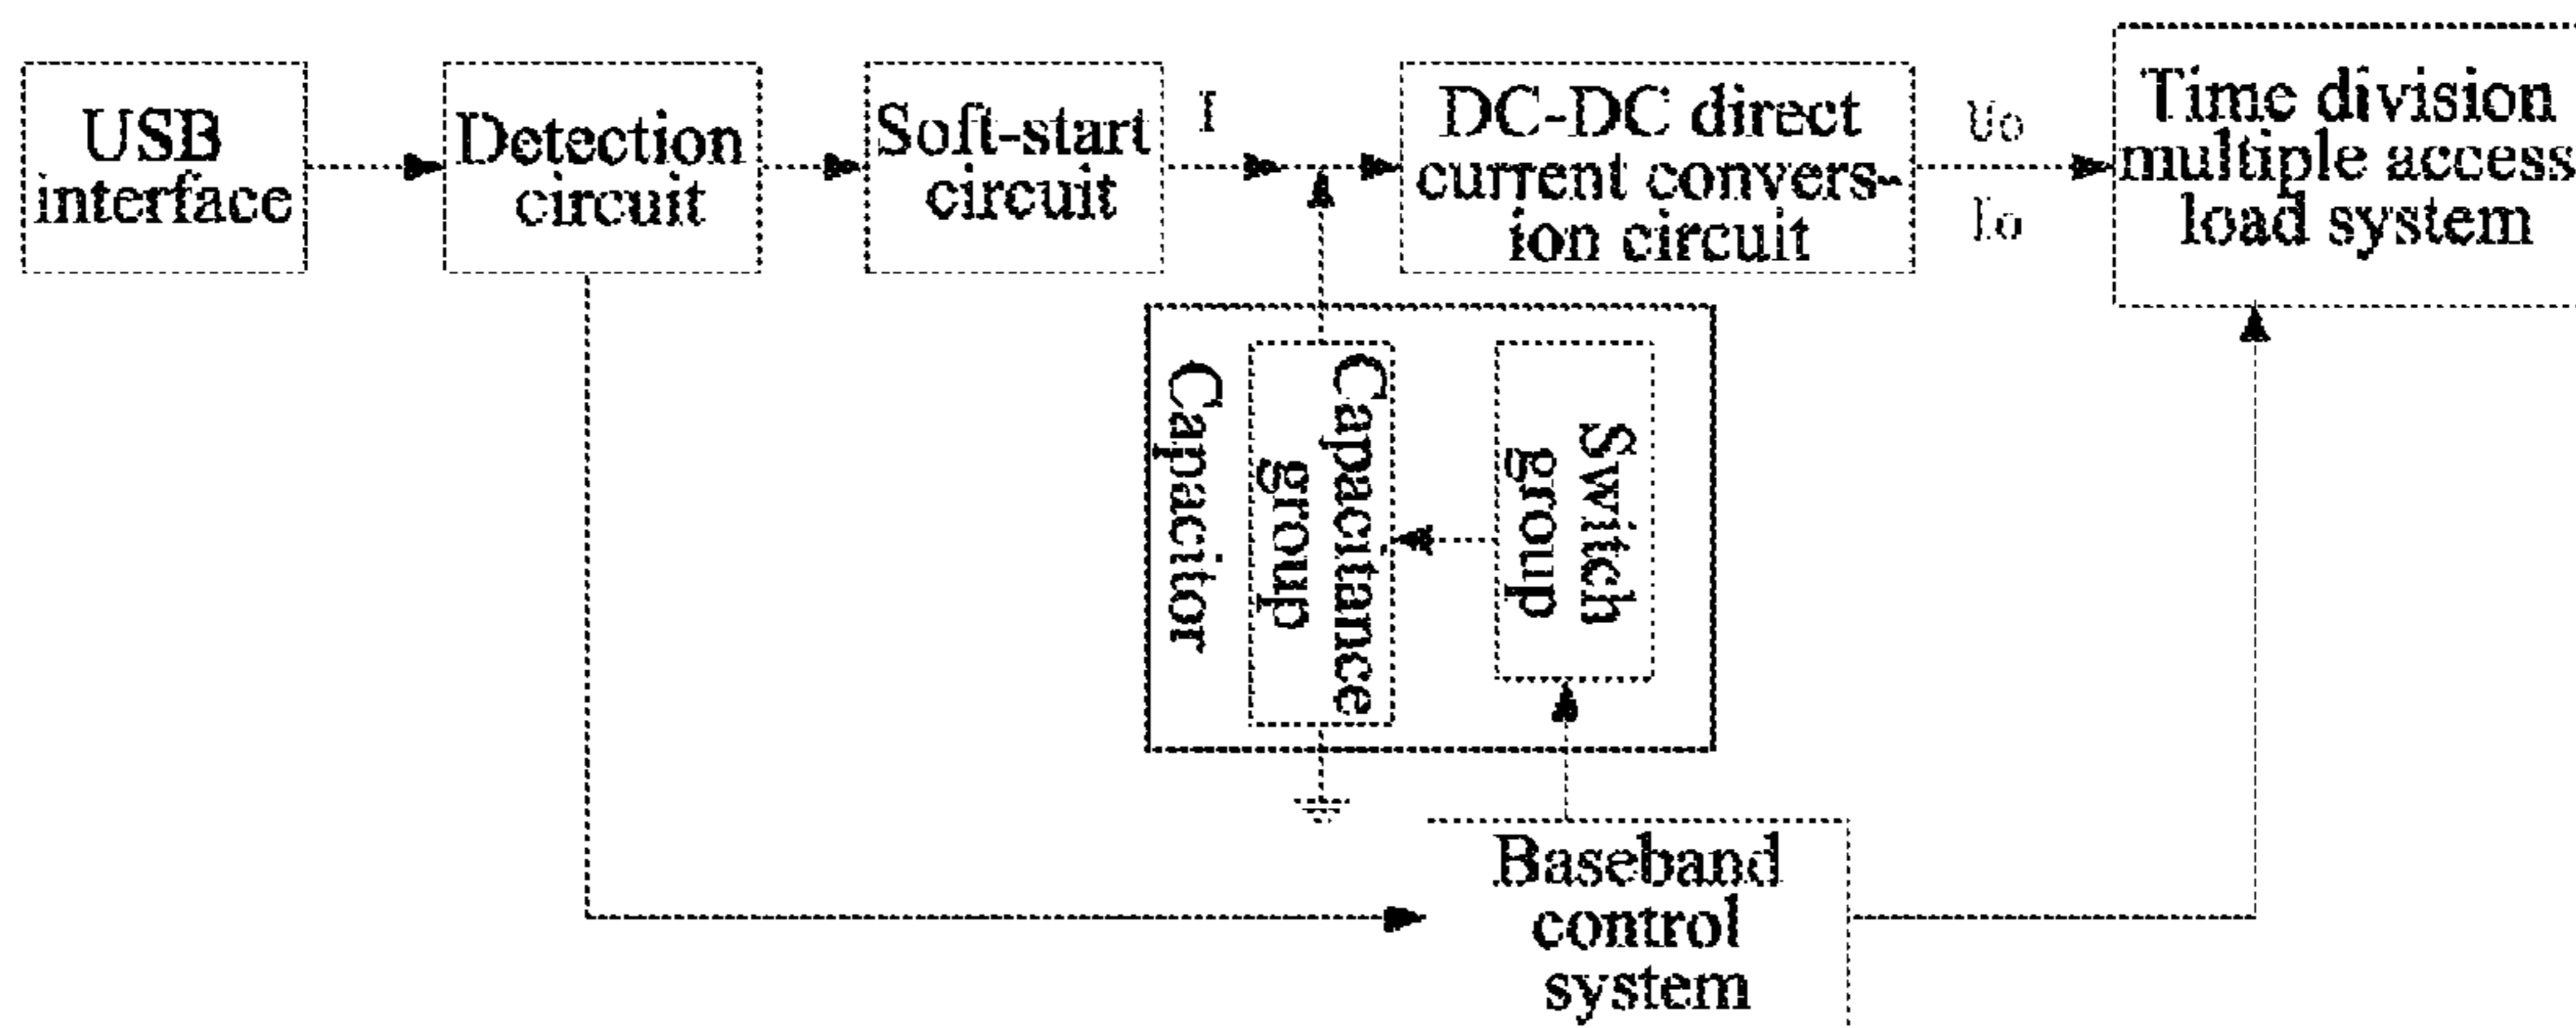 USB
interface
Detection
circuit
Soft-start
circuit
I
DC-DC direct
current convers-
ion circuit
Uo
Io
Time division
multiple access
load system
Capacitor
Capacitance
group
Switch
group
Baseband
control
system